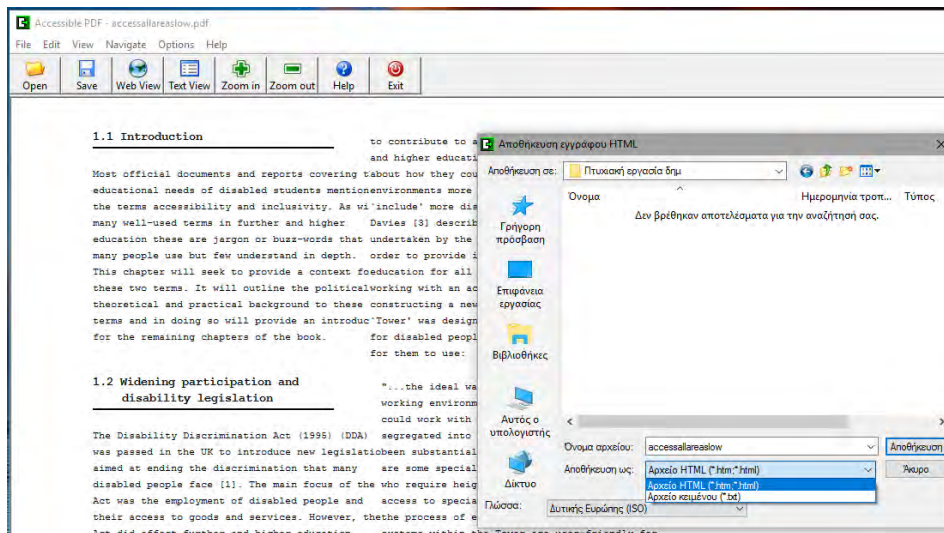 Accessible PDF - accessallareaslow.pdf
File Edit View Navigate Options Help
Open Save Web View Text View Zoom in Zoom out Help Exit
1.1 Introduction
Most official documents and reports covering t
educational needs of disabled students mention
the terms accessibility and inclusivity. As wi
many well-used terms in further and higher
education these are jargon or buzz-words that
many people use but few understand in depth.
This chapter will seek to provide a context fo
these two terms. It will outline the political
theoretical and practical background to these
terms and in doing so will provide an introduc
for the remaining chapters of the book.
1.2 Widening participation and
disability legislation
The Disability Discrimination Act (1995) (DDA)
was passed in the UK to introduce new legislatio
aimed at ending the discrimination that many
disabled people face [1]. The main focus of the
Act was the employment of disabled people and
their access to goods and services. However, the
to contribute to a
and higher educati
about how they cou
environments more
'include' more dis
Davies [3] describ
undertaken by the
order to provide i
education for all
working with an ac
constructing a new
'Tower' was design
for disabled peopl
for them to use:
"...the ideal wa
working environm
could work with
segregated into
been substantial
are some special
who require heig
access to specia
the process of e
systems within the Tower are user-friendly for
Αποθήκευση εγγράφου HTML
Αποθήκευση σε: Πτυχιακή εργασία δημ
Όνομα Ημερομηνία τροπ... Τύπος
Δεν βρέθηκαν αποτελέσματα για την αναζήτησή σας.
Γρήγορη
πρόσβαση
Επιφάνεια
εργασίας
Βιβλιοθήκες
Αυτός ο
υπολογιστής
Δίκτυο
Όνομα αρχείου: accessallareaslow Αποθήκευση
Αποθήκευση ως: Αρχείο HTML (*.htm;*.html) Άκυρο
Αρχείο HTML (*.htm;*.html)
Αρχείο κειμένου (*.txt)
Γλώσσα: Δυτικής Ευρώπης (ISO)